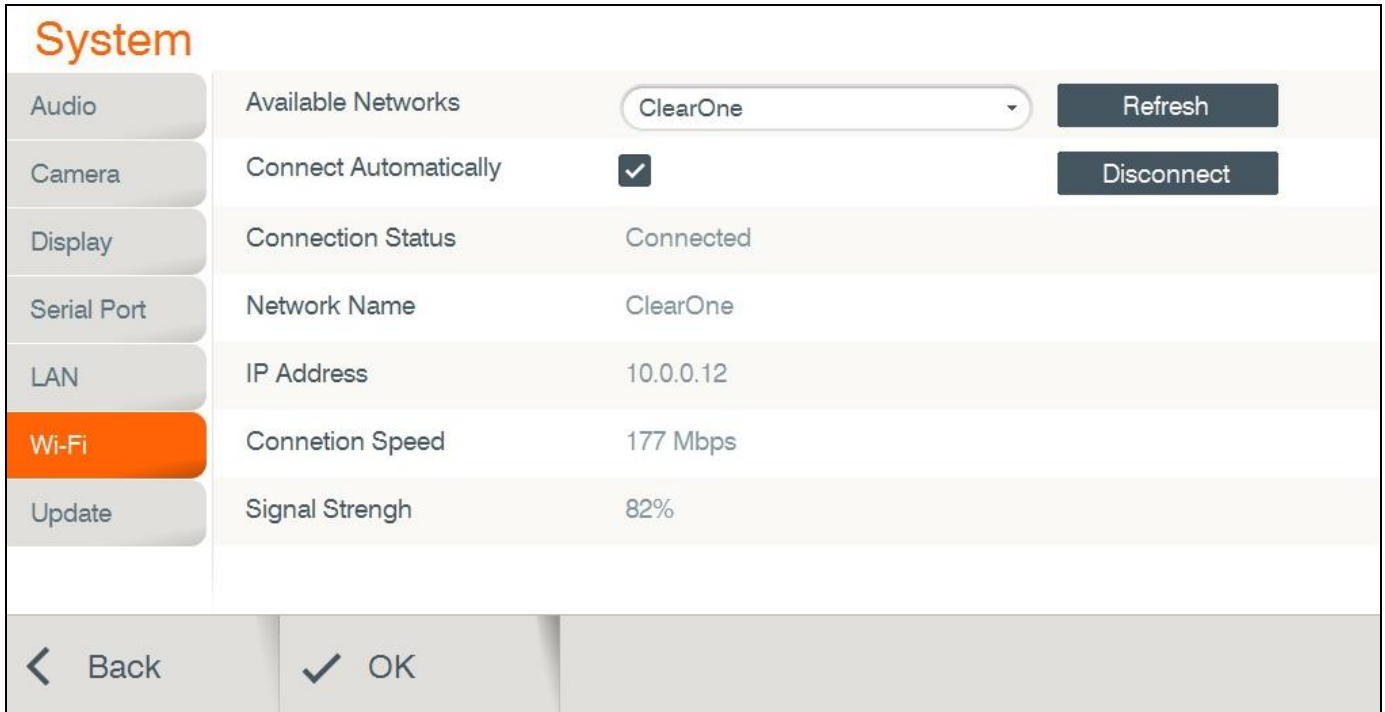 System
Audio
Available Networks ClearOne Refresh
Camera
Connect Automatically Disconnect
Display
Connection Status Connected
Serial Port
Network Name ClearOne
LAN
IP Address 10.0.0.12
Wi-Fi
Connetion Speed 177 Mbps
Update
Signal Strengh 82%
Back OK